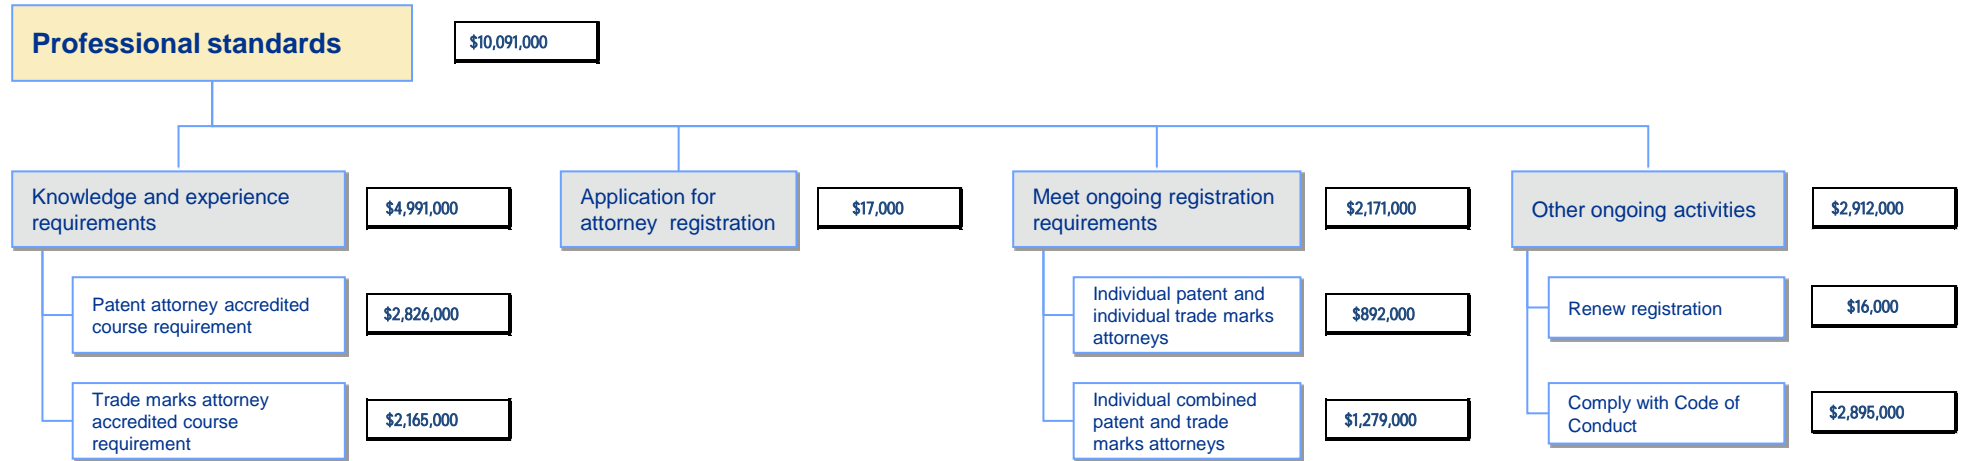 Professional standards
$10,091,000
Knowledge and experience
requirements
$4,991,000
Application for
attorney registration
$17,000
Meet ongoing registration
requirements
$2,171,000
Other ongoing activities
$2,912,000
Patent attorney accredited
course requirement
$2,826,000
Individual patent and
individual trade marks
attorneys
$892,000
Renew registration
$16,000
Trade marks attorney
accredited course
requirement
$2,165,000
Individual combined
patent and trade
marks attorneys
$1,279,000
Comply with Code of
Conduct
$2,895,000